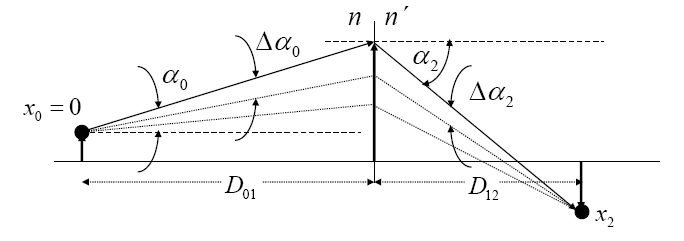 n n´
Δα₀
α₀
α₂
Δα₂
x₀ = 0
D₀₁
D₁₂
x₂